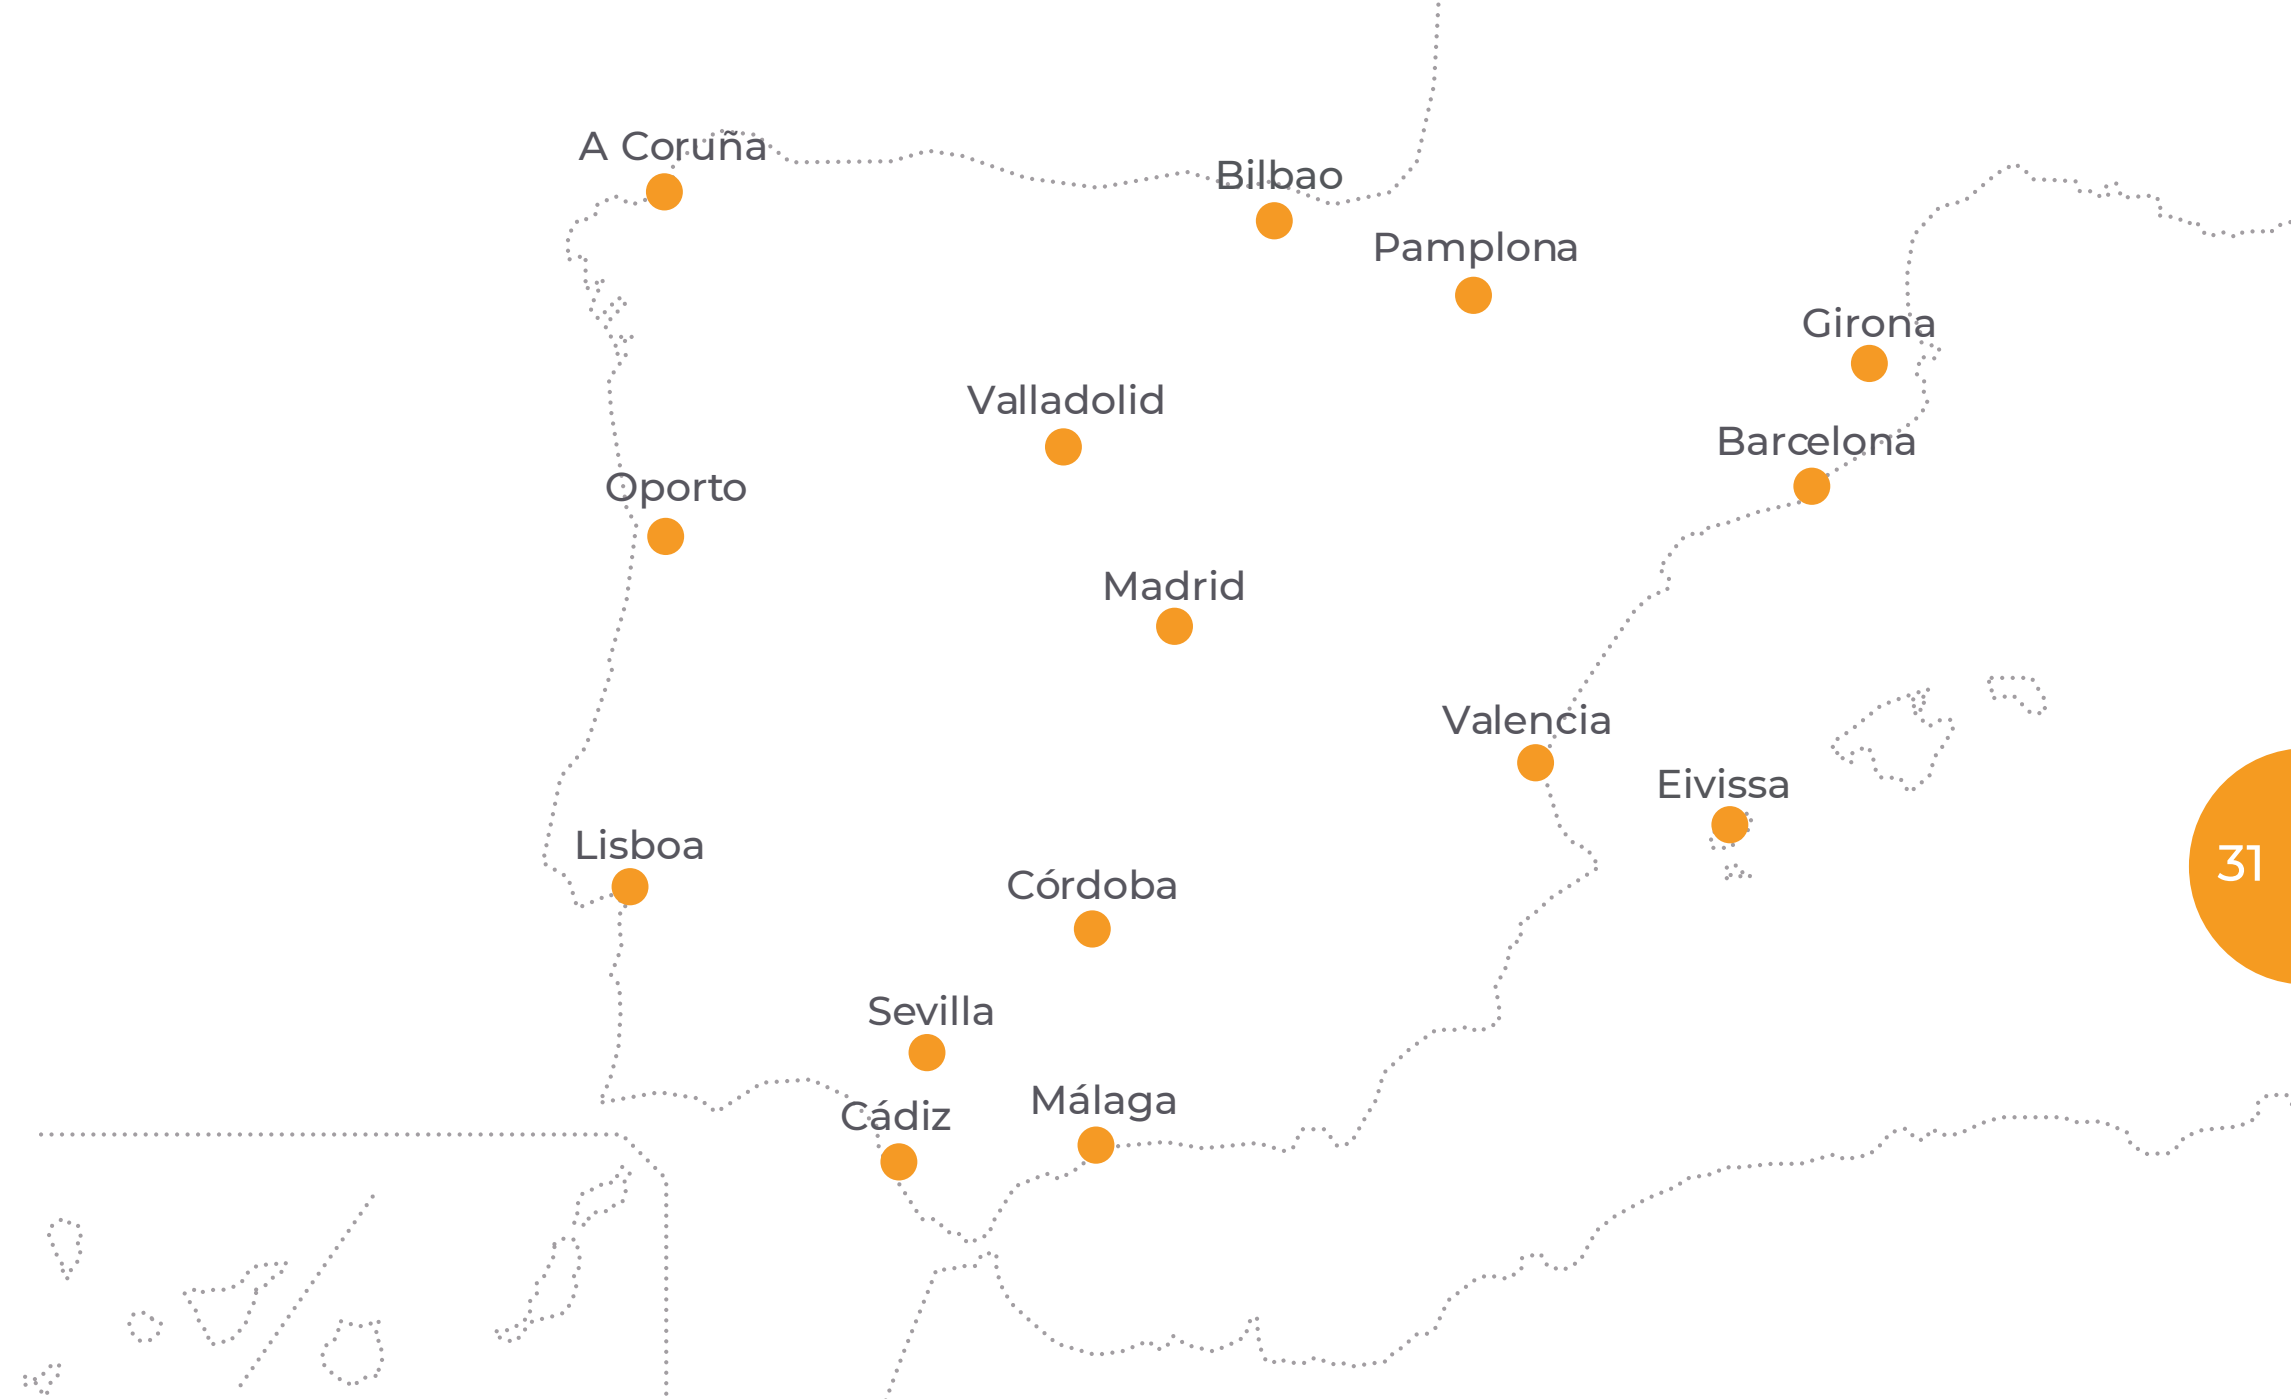 A Coruña
Bilbao
Pamplona
Girona
Valladolid
Barcelona
Oporto
Madrid
Valencia
Eivissa
Lisboa
31
Córdoba
Sevilla
Málaga
Cádiz